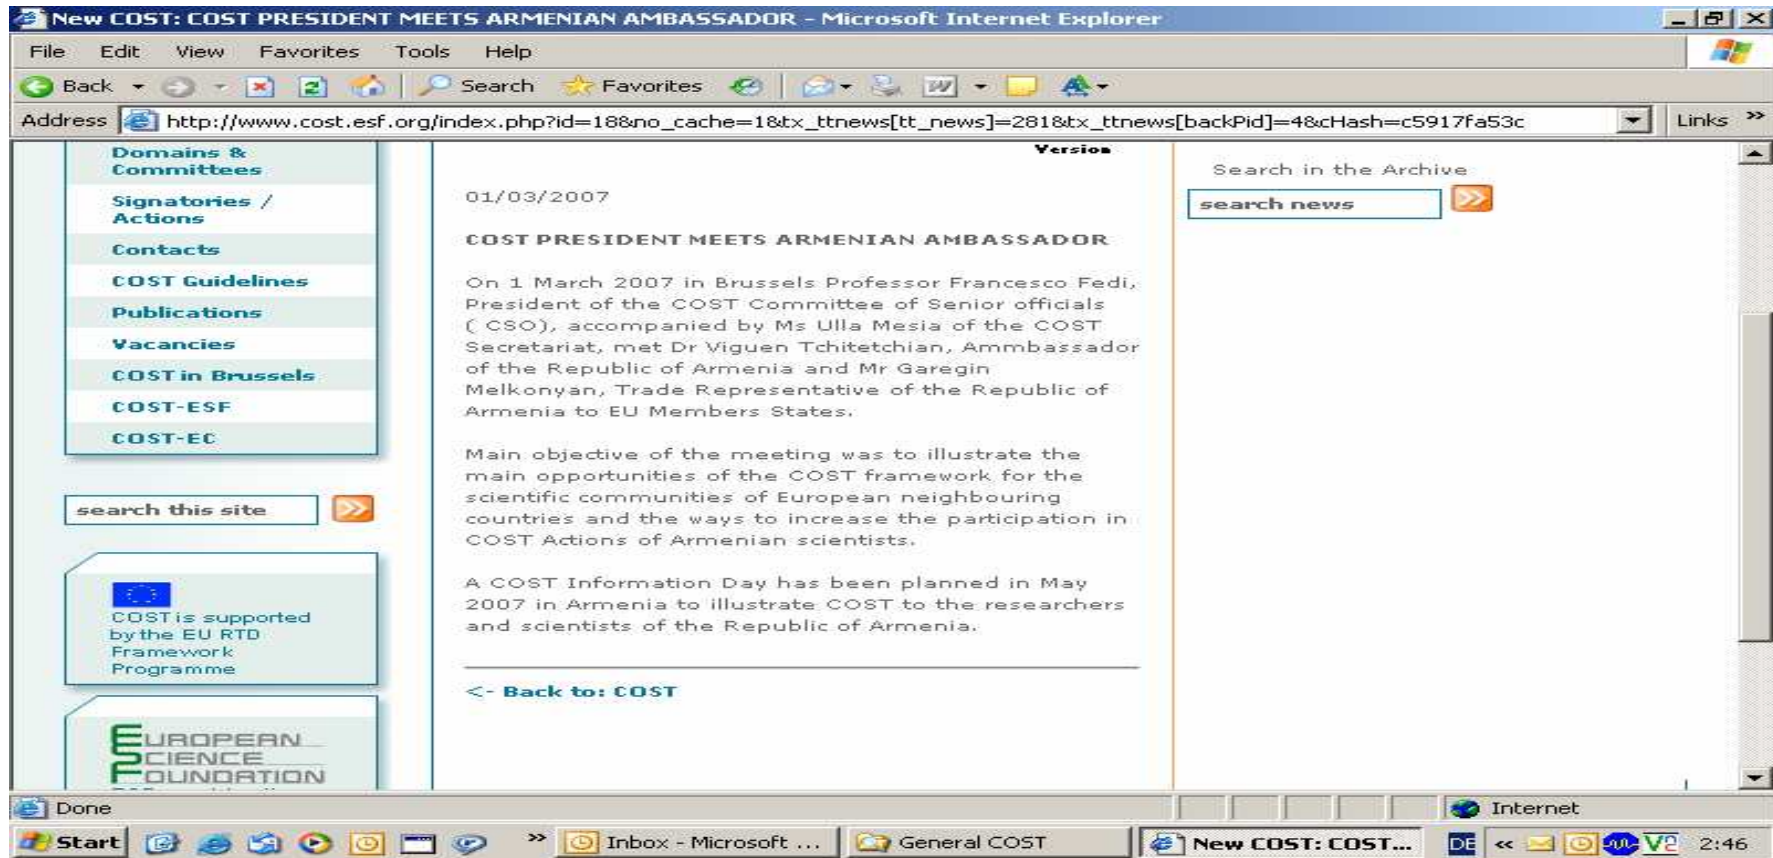 New COST: COST PRESIDENT MEETS ARMENIAN AMBASSADOR - Microsoft Internet Explorer
File Edit View Favorites Tools Help
Back Search Favorites
Address http://www.cost.esf.org/index.php?id=18&no_cache=1&tx_ttnews[tt_news]=281&tx_ttnews[backPid]=4&cHash=c5917fa53c Links »
Domains &
Committees
Signatories /
Actions
Contacts
COST Guidelines
Publications
Vacancies
COST in Brussels
COST-ESF
COST-EC
search this site
COST is supported
by the EU RTD
Framework
Programme
EUROPEAN
SCIENCE
FOUNDATION
Version
01/03/2007
COST PRESIDENT MEETS ARMENIAN AMBASSADOR
On 1 March 2007 in Brussels Professor Francesco Fedi,
President of the COST Committee of Senior officials
( CSO), accompanied by Ms Ulla Mesia of the COST
Secretariat, met Dr Viguen Tchitetchian, Ammbassador
of the Republic of Armenia and Mr Garegin
Melkonyan, Trade Representative of the Republic of
Armenia to EU Members States.
Main objective of the meeting was to illustrate the
main opportunities of the COST framework for the
scientific communities of European neighbouring
countries and the ways to increase the participation in
COST Actions of Armenian scientists.
A COST Information Day has been planned in May
2007 in Armenia to illustrate COST to the researchers
and scientists of the Republic of Armenia.
<- Back to: COST
Search in the Archive
search news
Done Internet
Start » Inbox - Microsoft ... General COST New COST: COST... DE « 2:46